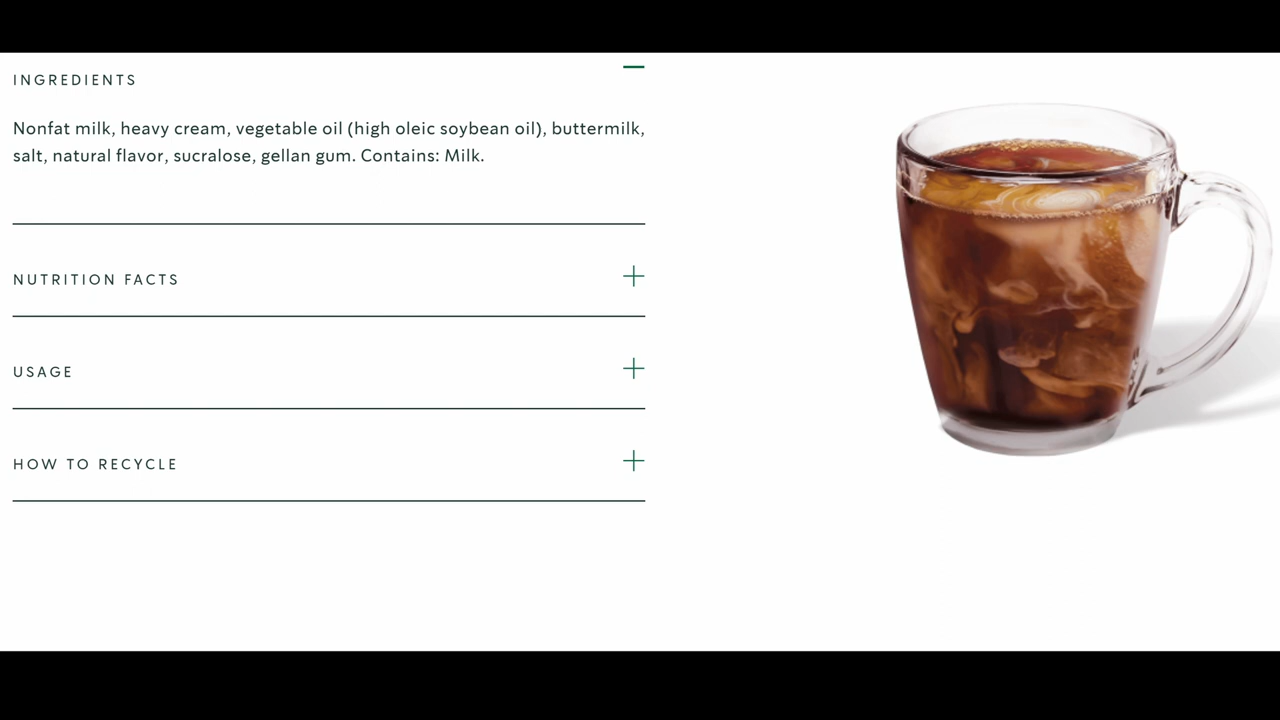 INGREDIENTS
Nonfat milk, heavy cream, vegetable oil (high oleic soybean oil), buttermilk,
salt, natural flavor, sucralose, gellan gum. Contains: Milk.
NUTRITION FACTS
USAGE
HOW TO RECYCLE